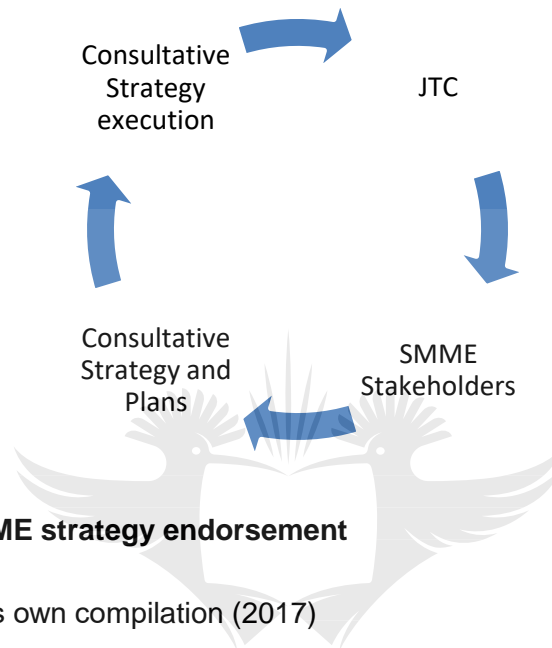 Consultative
Strategy
execution
JTC
SMME
Stakeholders
Consultative
Strategy and
Plans
ME strategy endorsement
s own compilation (2017)